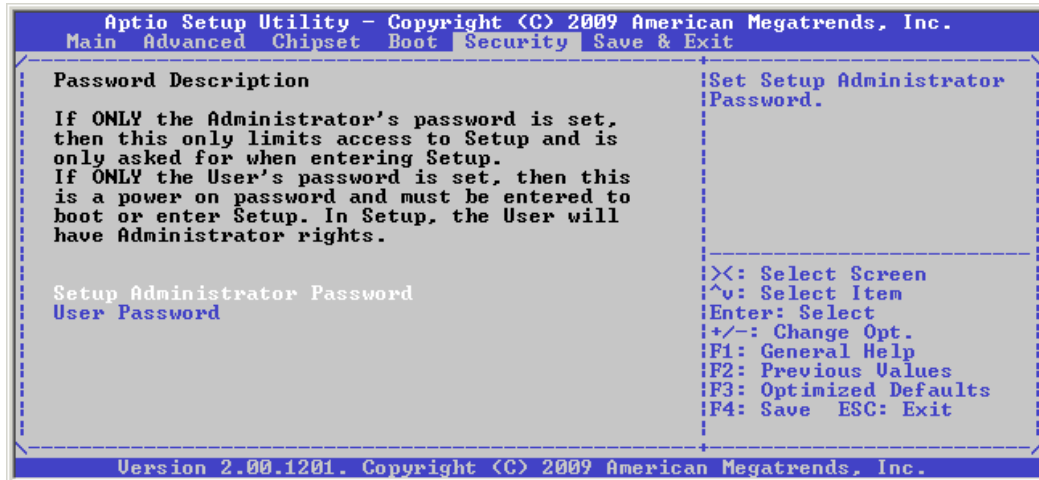 Aptio Setup Utility - Copyright (C) 2009 American Megatrends, Inc.
Main Advanced Chipset Boot Security Save & Exit
Password Description
If ONLY the Administrator's password is set,
then this only limits access to Setup and is
only asked for when entering Setup.
If ONLY the User's password is set, then this
is a power on password and must be entered to
boot or enter Setup. In Setup, the User will
have Administrator rights.
Setup Administrator Password
User Password
Set Setup Administrator
Password.
><: Select Screen
^v: Select Item
Enter: Select
+/-: Change Opt.
F1: General Help
F2: Previous Values
F3: Optimized Defaults
F4: Save ESC: Exit
Version 2.00.1201. Copyright (C) 2009 American Megatrends, Inc.